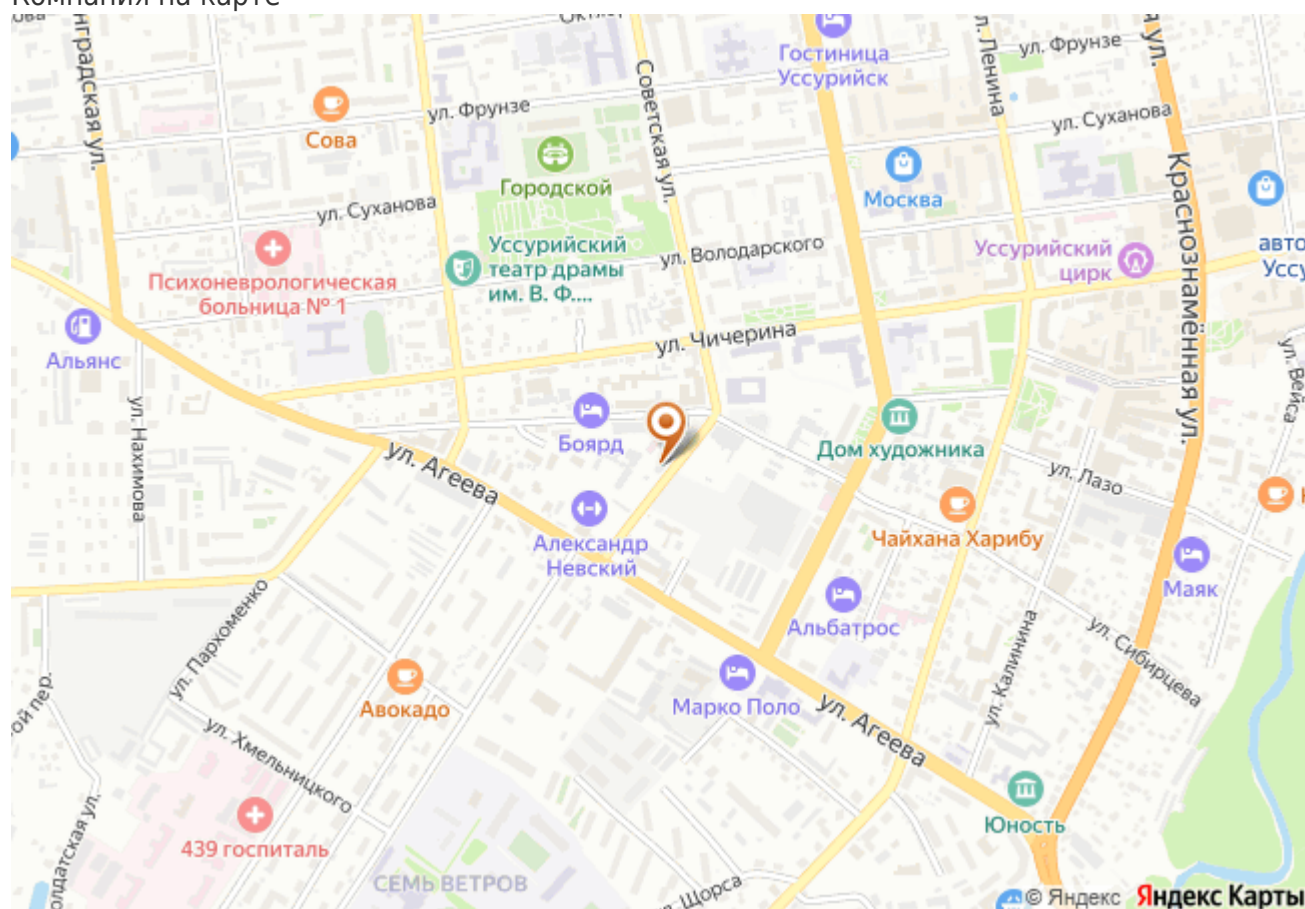 Компания на карте
ул. Фрунзе
Гостиница
Уссурийск
ул. Ленина
ул. Фрунзе
Сова
Советская ул.
ул. Суханова
Городской
Москва
Краснознамённая ул.
ул. Суханова
Уссурийский
театр драмы
им. В. Ф....
ул. Володарского
Уссурийский
цирк
авто
Уссу
Психоневрологическая
больница № 1
Альянс
ул. Чичерина
ул. Нахимова
Боярд
Дом художника
ул. Агеева
ул. Лазо
Александр
Невский
Чайхана Харибу
Маяк
Альбатрос
ул. Пархоменко
ул. Калинина
ул. Сибирцева
Авокадо
Марко Поло
ул. Агеева
ул. Хмельницкого
439 госпиталь
Юность
СЕМЬ ВЕТРОВ
Щорса
© Яндекс Яндекс Карты